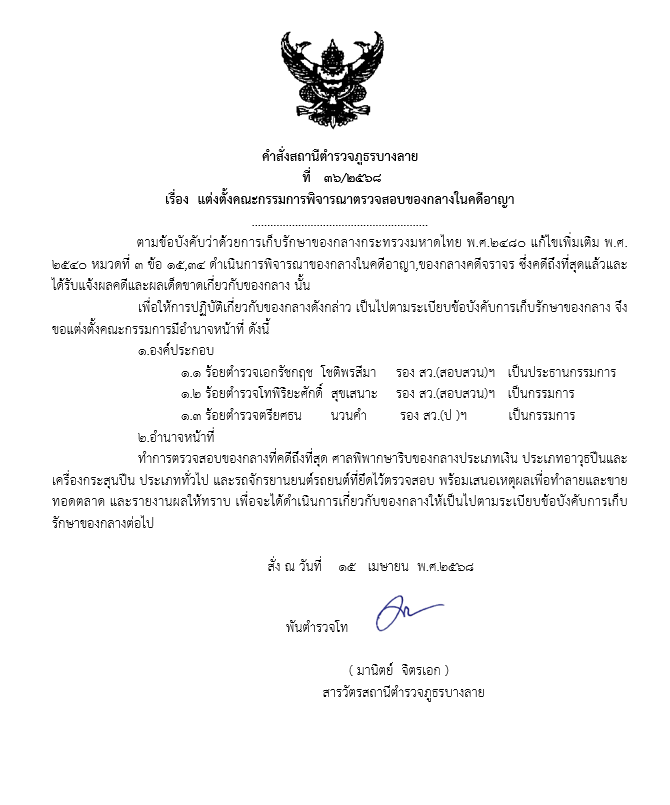 คำสั่งสถานีตำรวจภูธรบางลาย
ที่ ๓๖/๒๕๖๘
เรื่อง แต่งตั้งคณะกรรมการพิจารณาตรวจสอบของกลางในคดีอาญา
......................................................
ตามข้อบังคับว่าด้วยการเก็บรักษาของกลางกระทรวงมหาดไทย พ.ศ.๒๔๘๐ แก้ไขเพิ่มเติม พ.ศ.
๒๕๔๐ หมวดที่ ๓ ข้อ ๑๕,๓๔ ดำเนินการพิจารณาของกลางในคดีอาญา,ของกลางคดีจราจร ซึ่งคดีถึงที่สุดแล้วและ
ได้รับแจ้งผลคดีและผลเด็ดขาดเกี่ยวกับของกลาง นั้น
เพื่อให้การปฏิบัติเกี่ยวกับของกลางดังกล่าว เป็นไปตามระเบียบข้อบังคับการเก็บรักษาของกลาง จึง
ขอแต่งตั้งคณะกรรมการมีอำนาจหน้าที่ ดังนี้
๑.องค์ประกอบ
๑.๑ ร้อยตำรวจเอกรัชกฤช โชติพรสีมา รอง สว.(สอบสวน)ฯ เป็นประธานกรรมการ
๑.๒ ร้อยตำรวจโทพิริยะศักดิ์ สุขเสนาะ รอง สว.(สอบสวน)ฯ เป็นกรรมการ
๑.๓ ร้อยตำรวจตรียศธน นวนคำ รอง สว.(ป )ฯ เป็นกรรมการ
๒.อำนาจหน้าที่
ทำการตรวจสอบของกลางที่คดีถึงที่สุด ศาลพิพากษาริบของกลางประเภทเงิน ประเภทอาวุธปืนและ
เครื่องกระสุนปืน ประเภททั่วไป และรถจักรยานยนต์รถยนต์ที่ยึดไว้ตรวจสอบ พร้อมเสนอเหตุผลเพื่อทำลายและขาย
ทอดตลาด และรายงานผลให้ทราบ เพื่อจะได้ดำเนินการเกี่ยวกับของกลางให้เป็นไปตามระเบียบข้อบังคับการเก็บ
รักษาของกลางต่อไป
สั่ง ณ วันที่ ๑๕ เมษายน พ.ศ.๒๕๖๘
พันตำรวจโท
( มานิตย์ จิตรเอก )
สารวัตรสถานีตำรวจภูธรบางลาย